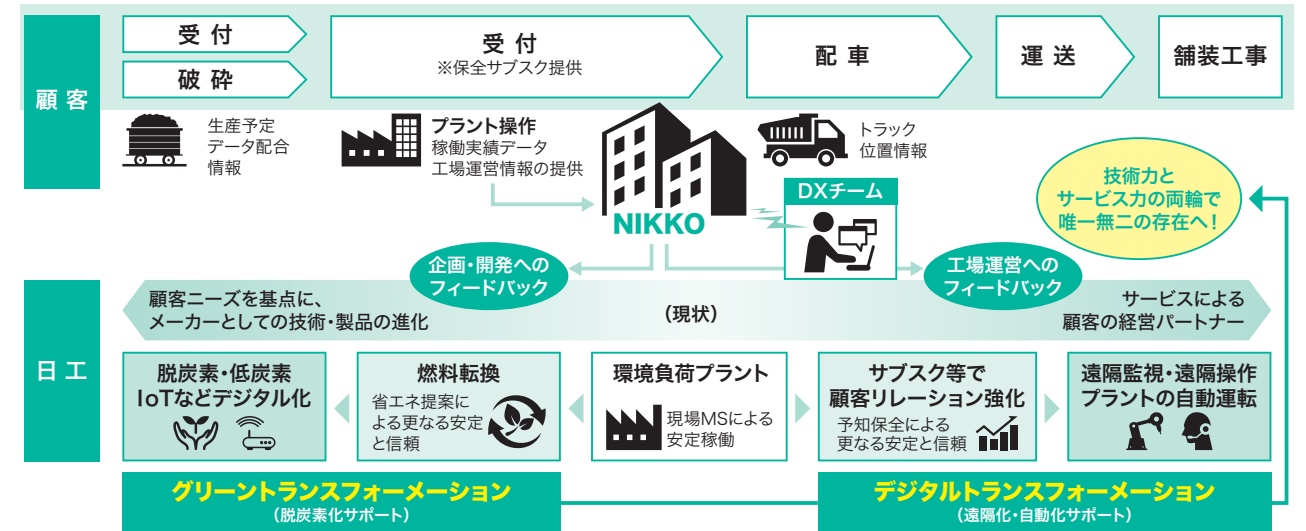 顧客
受付
破砕
受付
※保全サブスク提供
配車
運送
舗装工事
生産予定
データ配合
情報
プラント操作
稼働実績データ
工場運営情報の提供
NIKKO
トラック
位置情報
DXチーム
技術力と
サービス力の両輪で
唯一無二の存在へ！
企画・開発への
フィードバック
工場運営への
フィードバック
日工
顧客ニーズを基点に、
メーカーとしての技術・製品の進化
（現状）
サービスによる
顧客の経営パートナー
脱炭素・低炭素
IoTなどデジタル化
燃料転換
省エネ提案に
よる更なる安定
と信頼
環境負荷プラント
現場MSによる
安定稼働
サブスク等で
顧客リレーション強化
予知保全による
更なる安定と信頼
遠隔監視・遠隔操作
プラントの自動運転
グリーントランスフォーメーション
（脱炭素化サポート）
デジタルトランスフォーメーション
（遠隔化・自動化サポート）